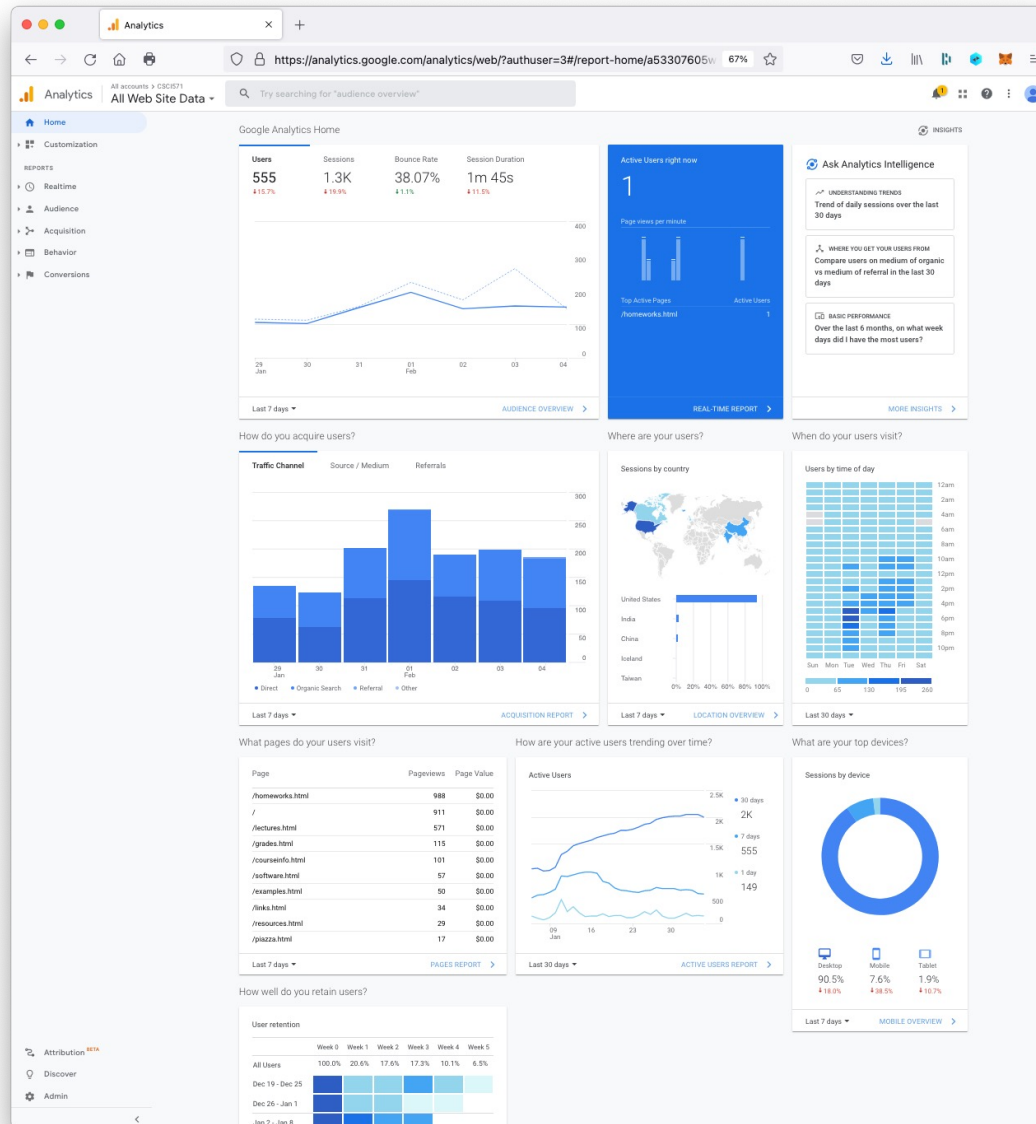 Analytics
https://analytics.google.com/analytics/web/?authuser=3#/report-home/a53307605w 67%
Analytics
All accounts > CSCI571
All Web Site Data
Try searching for "audience overview"
1
Home
Customization
REPORTS
Realtime
Audience
Acquisition
Behavior
Conversions
Attribution BETA
Discover
Admin
Google Analytics Home
INSIGHTS
Users Sessions Bounce Rate Session Duration
555 1.3K 38.07% 1m 45s
15.7% 19.9% 1.1% 11.5%
400
300
200
100
0
29 30 31 01 02 03 04
Jan Feb
Last 7 days AUDIENCE OVERVIEW
Active Users right now
1
Page views per minute
Top Active Pages Active Users
/homeworks.html 1
REAL-TIME REPORT
Ask Analytics Intelligence
UNDERSTANDING TRENDS
Trend of daily sessions over the last
30 days
WHERE YOU GET YOUR USERS FROM
Compare users on medium of organic
vs medium of referral in the last 30
days
BASIC PERFORMANCE
Over the last 6 months, on what week
days did I have the most users?
MORE INSIGHTS
How do you acquire users?
Traffic Channel Source / Medium Referrals
300
250
200
150
100
50
0
29 30 31 01 02 03 04
Jan Feb
Direct Organic Search Referral Other
Last 7 days ACQUISITION REPORT
Where are your users?
Sessions by country
United States
India
China
Iceland
Taiwan
0% 20% 40% 60% 80% 100%
Last 7 days LOCATION OVERVIEW
When do your users visit?
Users by time of day
12am
2am
4am
6am
8am
10am
12pm
2pm
4pm
6pm
8pm
10pm
Sun Mon Tue Wed Thu Fri Sat
0 65 130 195 260
Last 30 days
What pages do your users visit?
Page Pageviews Page Value
/homeworks.html 988 $0.00
/ 911 $0.00
/lectures.html 571 $0.00
/grades.html 115 $0.00
/courseinfo.html 101 $0.00
/software.html 57 $0.00
/examples.html 50 $0.00
/links.html 34 $0.00
/resources.html 29 $0.00
/piazza.html 17 $0.00
Last 7 days PAGES REPORT
How are your active users trending over time?
Active Users
2.5K
2K
1.5K
1K
500
0
30 days
2K
7 days
555
1 day
149
09 16 23 30
Jan
Last 30 days ACTIVE USERS REPORT
What are your top devices?
Sessions by device
Desktop Mobile Tablet
90.5% 7.6% 1.9%
18.0% 38.5% 10.7%
Last 7 days MOBILE OVERVIEW
How well do you retain users?
User retention
Week 0 Week 1 Week 2 Week 3 Week 4 Week 5
All Users 100.0% 20.6% 17.6% 17.3% 10.1% 6.5%
Dec 19 - Dec 25
Dec 26 - Jan 1
Jan 2 - Jan 8